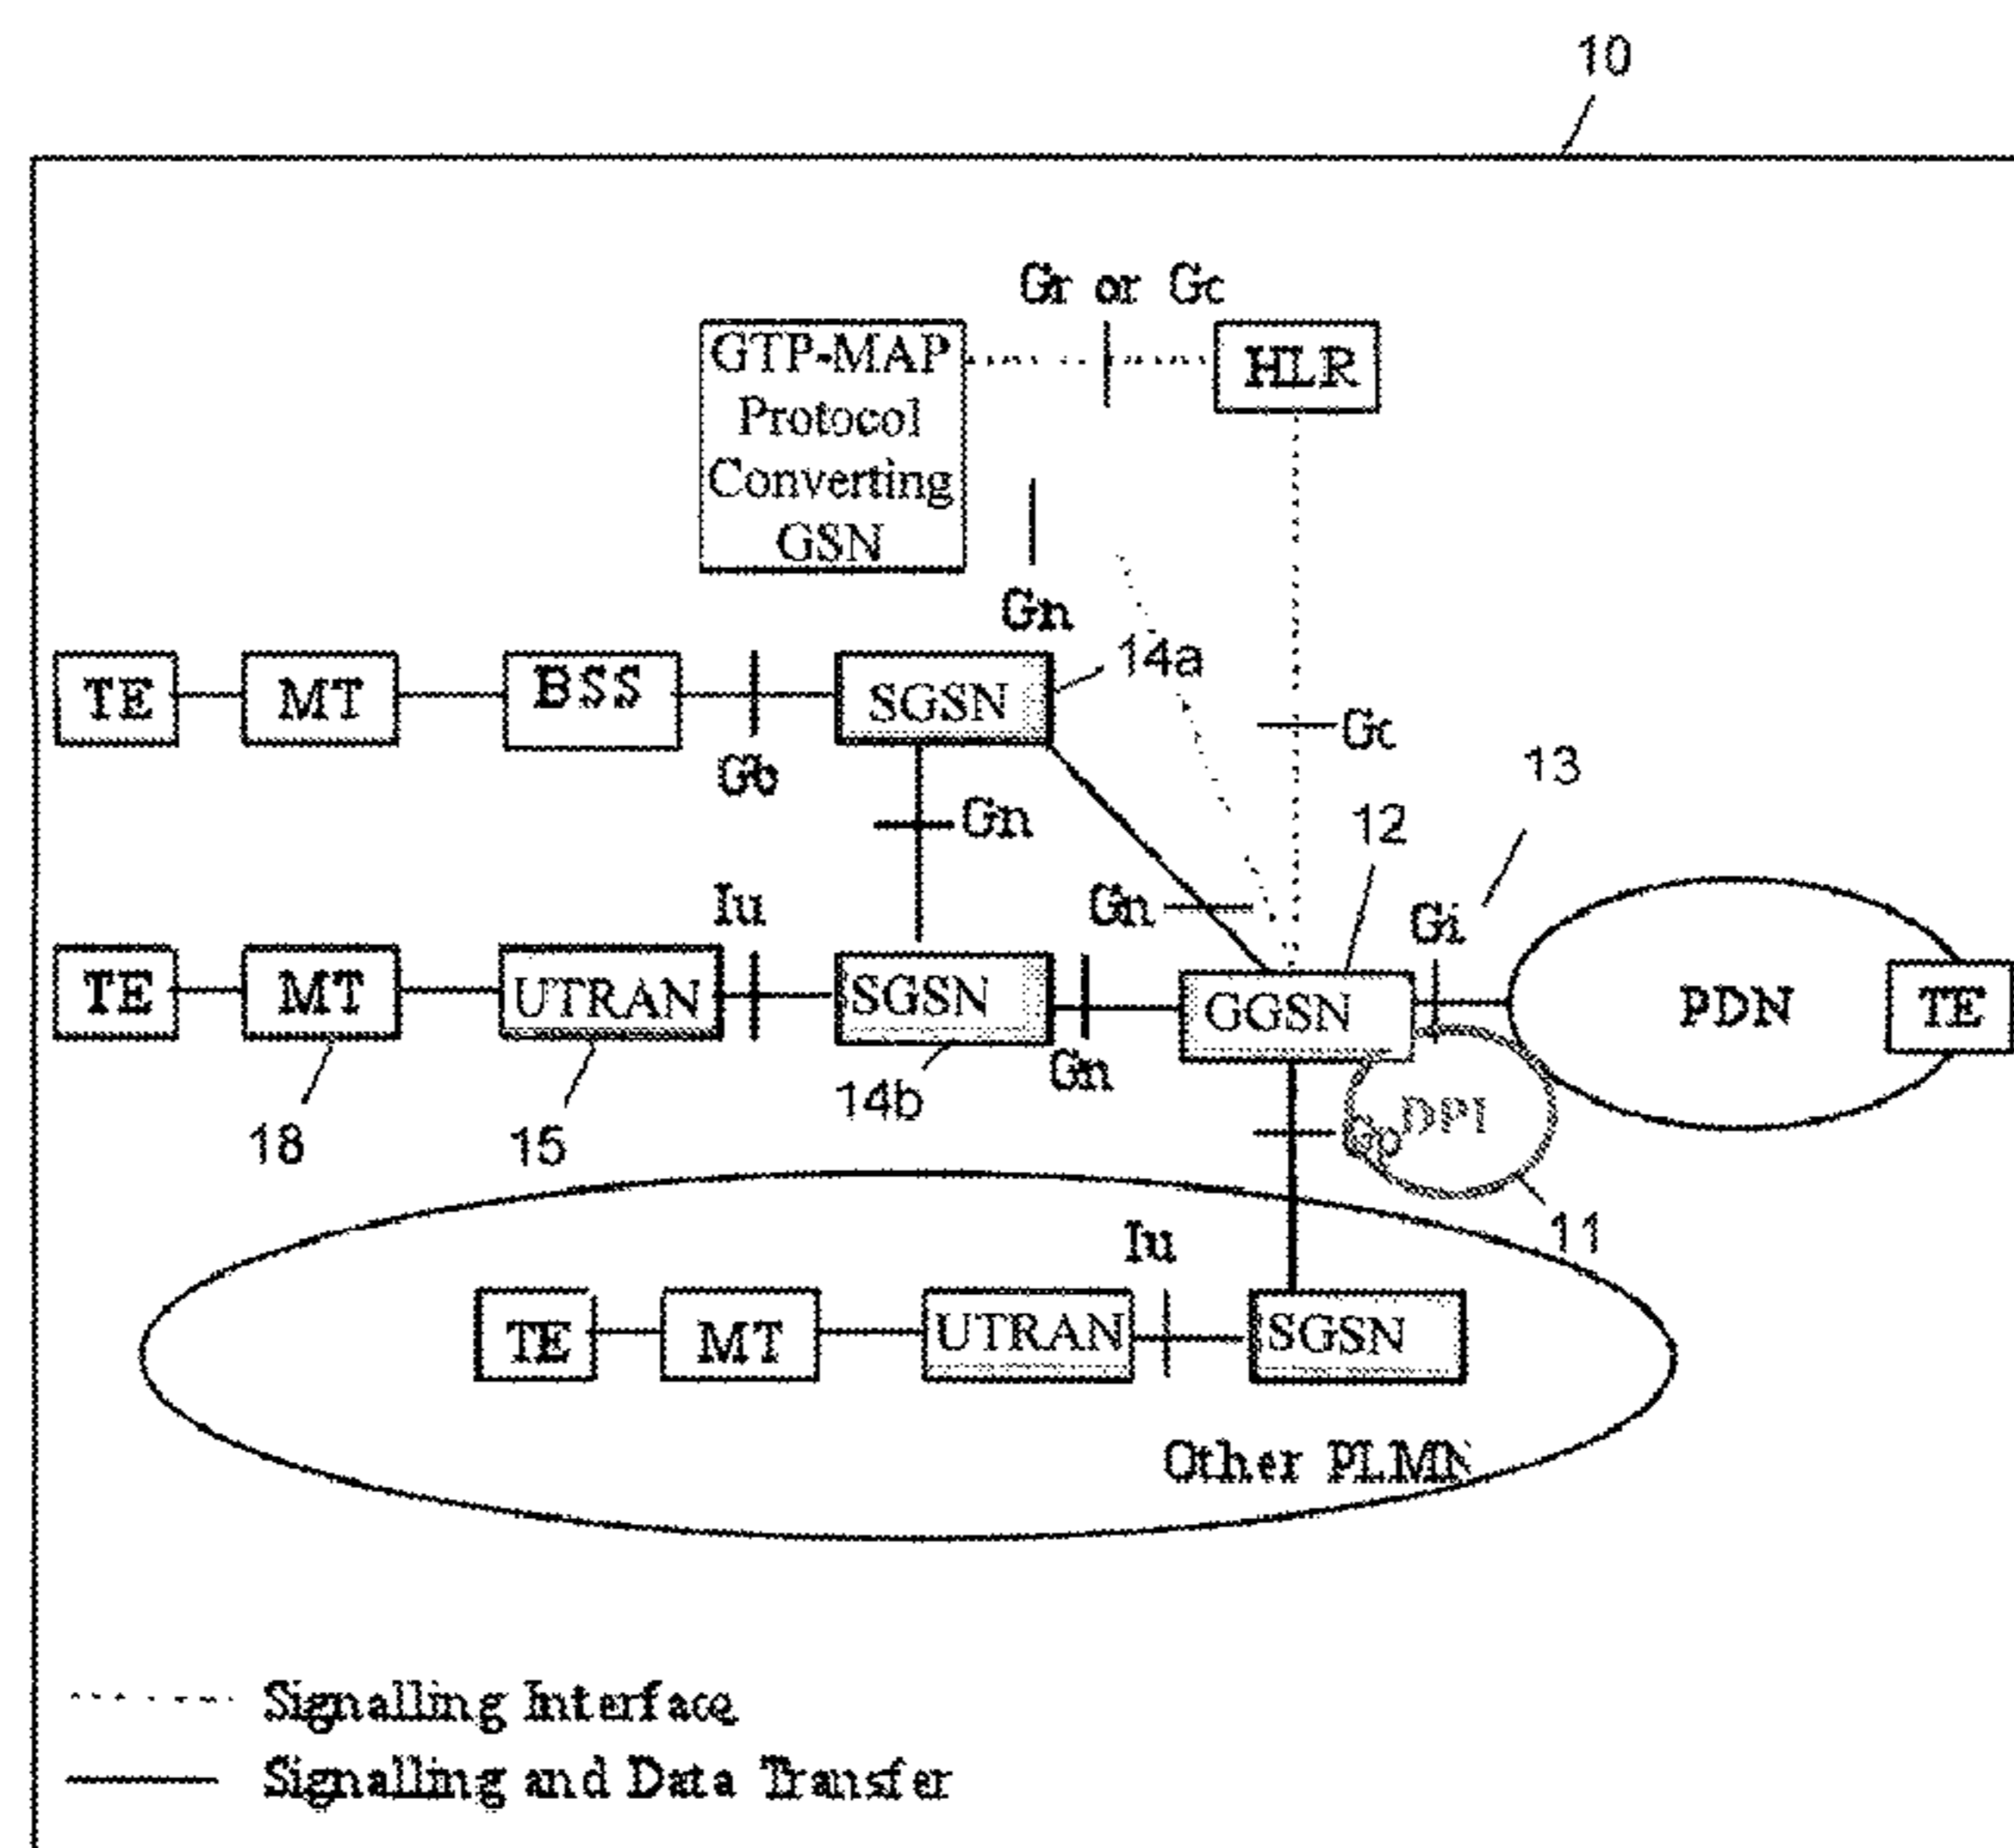 10
Gr or Gc
GTP-MAP
Protocol
Converting
GSN
HLR
Gn
14a
TE
MT
BSS
SGSN
Gb
Gc
13
Gn
12
Iu
Gn
Gi
TE
MT
UTRAN
SGSN
GGSN
PDN
TE
Gn
14b
18
15
Gp
DPI
11
Iu
TE
MT
UTRAN
SGSN
Other PLMN
Signalling Interface
Signalling and Data Transfer